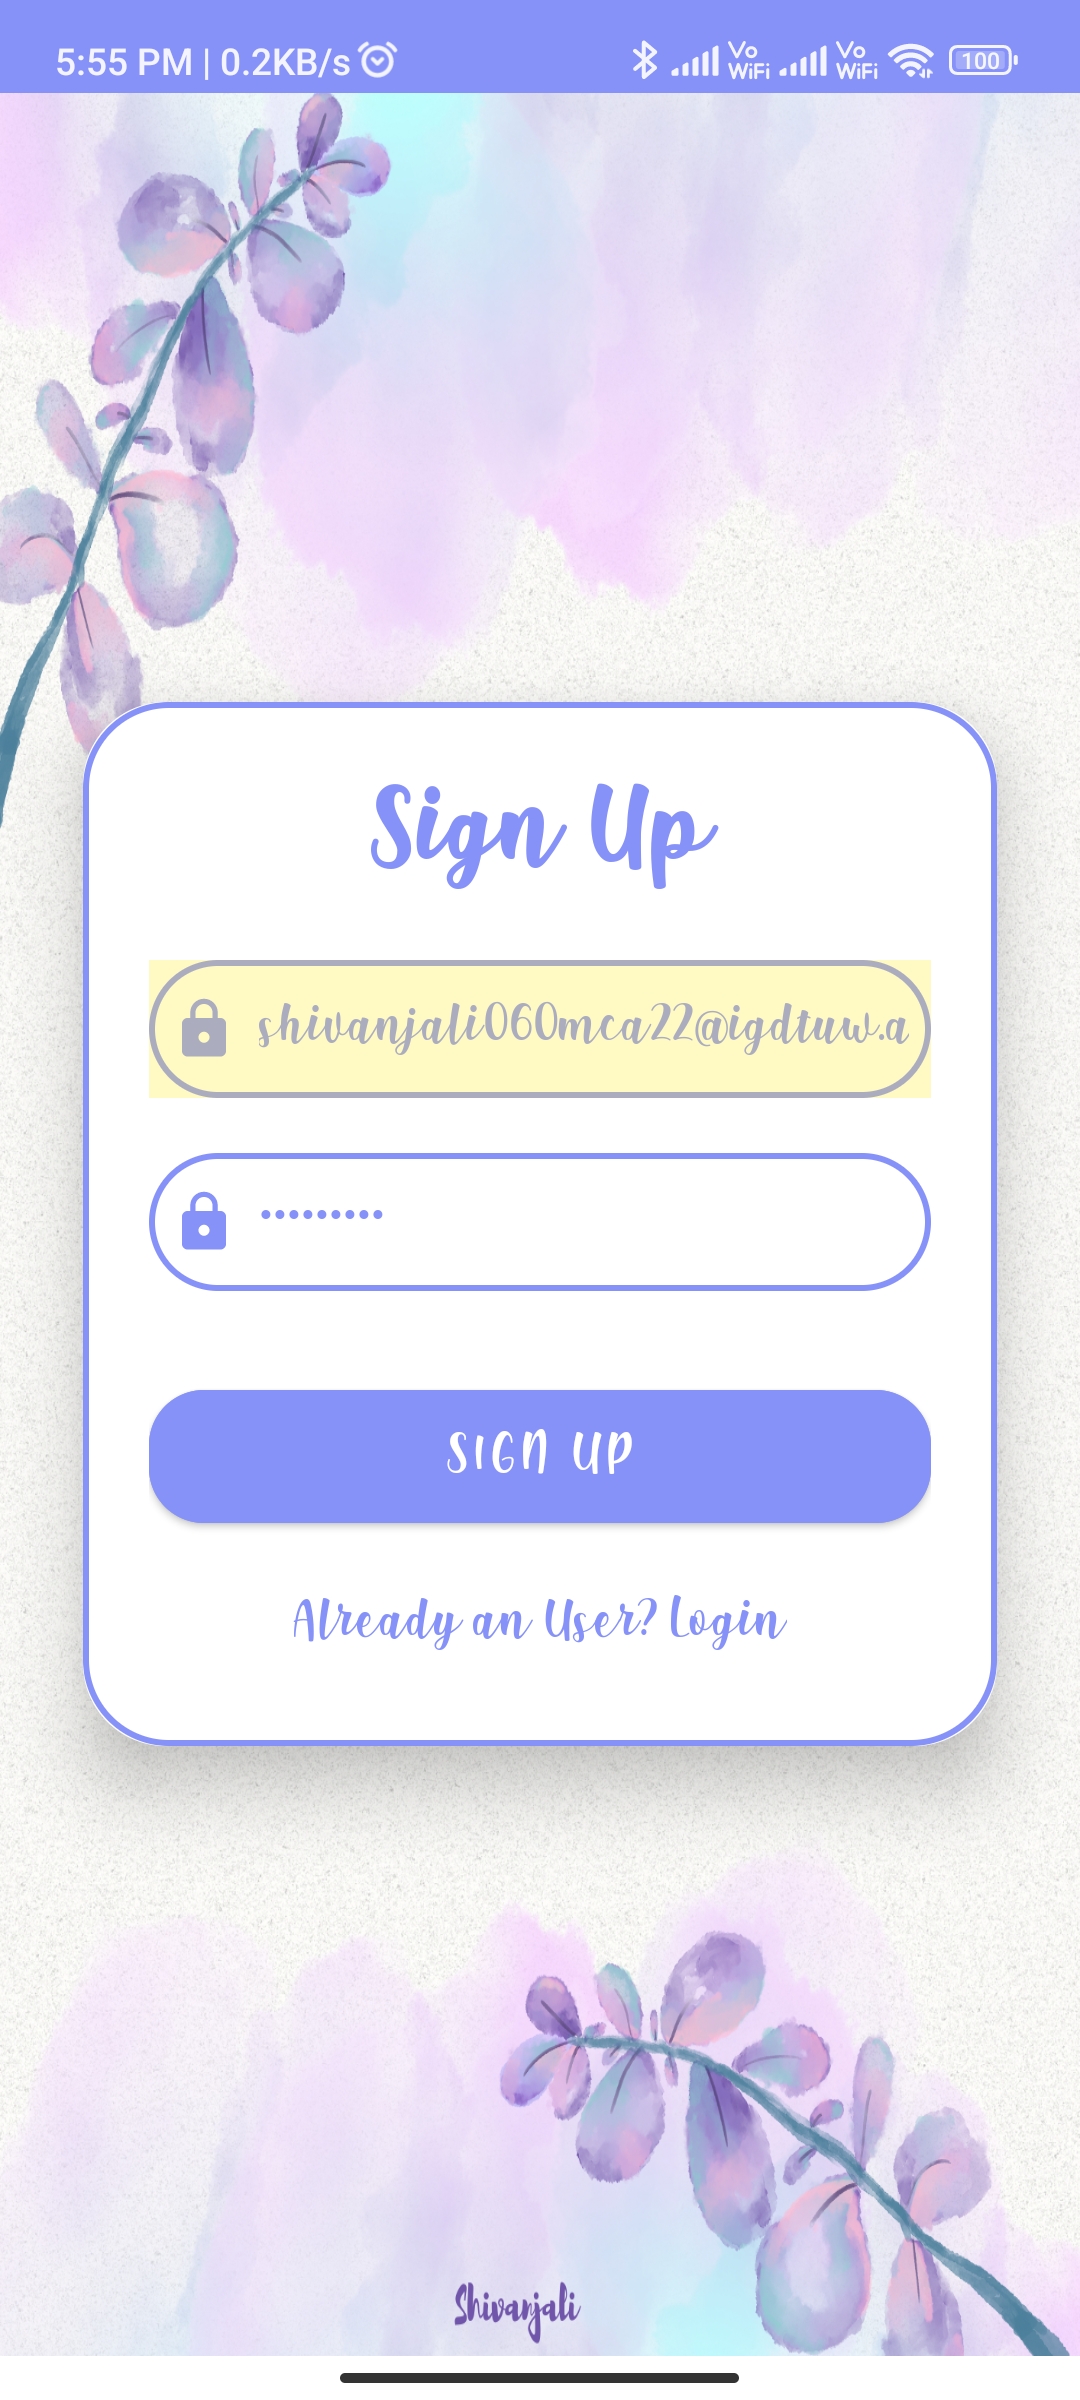 5:55 PM | 0.2KB/s Vo WiFi Vo WiFi 100
Sign Up
shivanjali060mca22@igdtuw.a
•••••••••
SIGN UP
Already an User? Login
Shivanjali